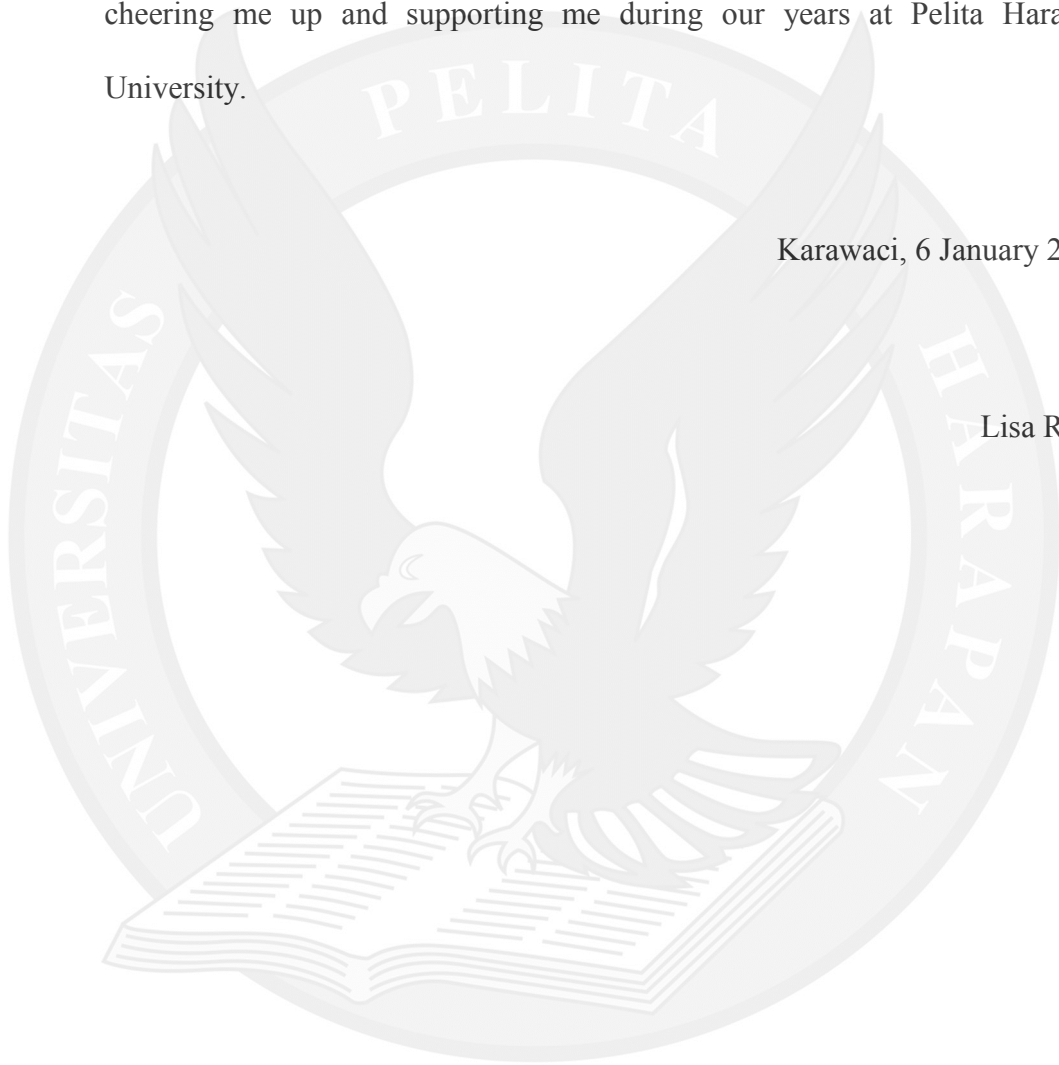 cheering me up and supporting me during our years at Pelita Hara
University.
Karawaci, 6 January 2
Lisa R
UNIVERSITAS PELITA HARAPAN